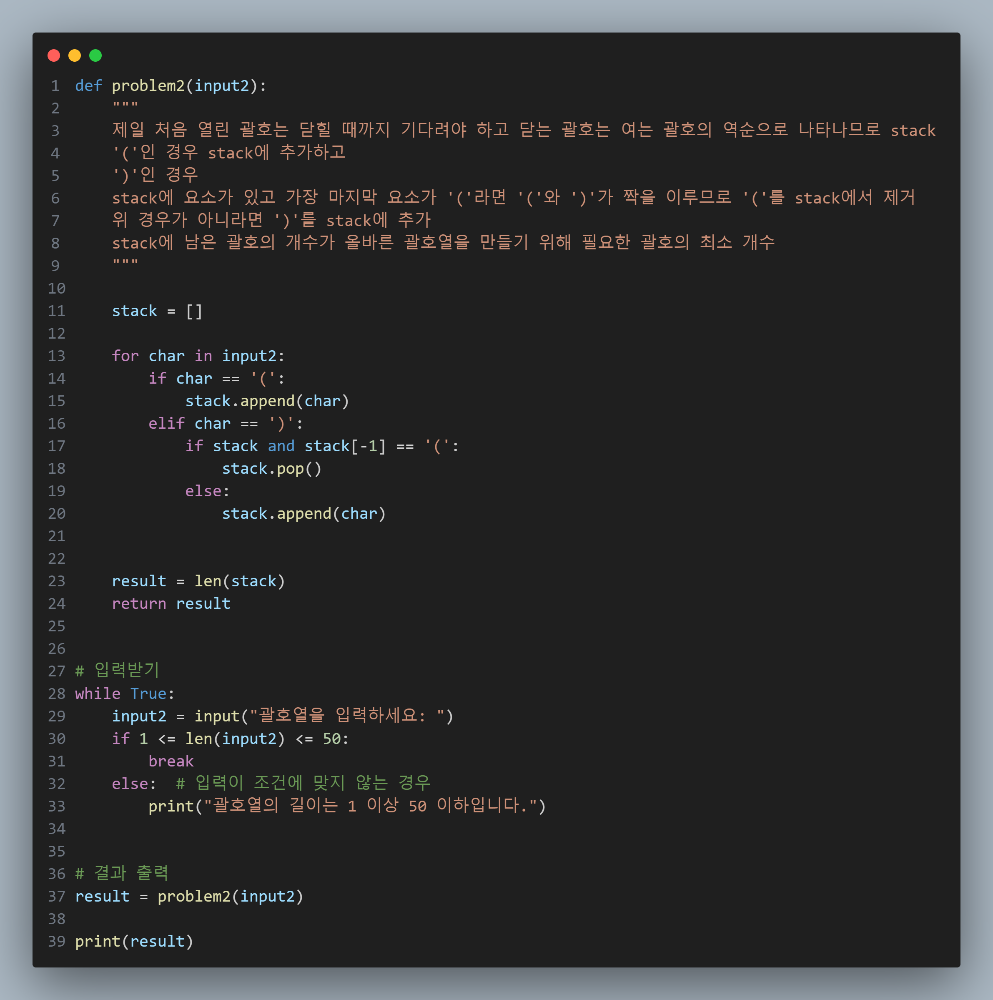 1 def problem2(input2):
2     """
3     제일 처음 열린 괄호는 닫힐 때까지 기다려야 하고 닫는 괄호는 여는 괄호의 역순으로 나타나므로 stack
4     '('인 경우 stack에 추가하고
5     ')'인 경우
6     stack에 요소가 있고 가장 마지막 요소가 '('라면 '('와 ')'가 짝을 이루므로 '('를 stack에서 제거
7     위 경우가 아니라면 ')'를 stack에 추가
8     stack에 남은 괄호의 개수가 올바른 괄호열을 만들기 위해 필요한 괄호의 최소 개수
9     """
10
11     stack = []
12
13     for char in input2:
14         if char == '(':
15             stack.append(char)
16         elif char == ')':
17             if stack and stack[-1] == '(':
18                 stack.pop()
19             else:
20                 stack.append(char)
21
22
23     result = len(stack)
24     return result
25
26
27 # 입력받기
28 while True:
29     input2 = input("괄호열을 입력하세요: ")
30     if 1 <= len(input2) <= 50:
31         break
32     else:  # 입력이 조건에 맞지 않는 경우
33         print("괄호열의 길이는 1 이상 50 이하입니다.")
34
35
36 # 결과 출력
37 result = problem2(input2)
38
39 print(result)